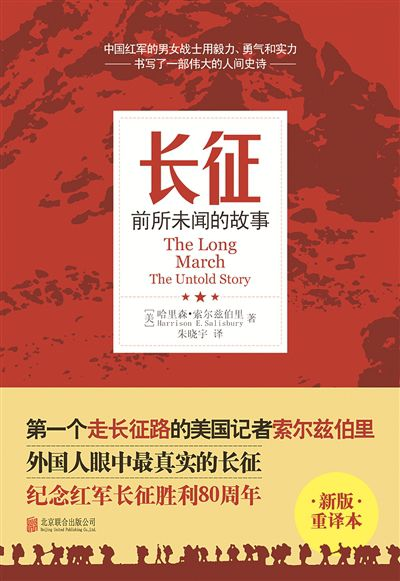 中国红军的男女战士用毅力、勇气和实力
书写了一部伟大的人间史诗
长征
前所未闻的故事
The Long
March
The Untold Story
[美]哈里森·索尔兹伯里 著
Harrison E. Salisbury
朱晓宇 译
第一个走长征路的美国记者索尔兹伯里
外国人眼中最真实的长征
纪念红军长征胜利80周年
·新版·
重译本
北京联合出版公司
Beijing United Publishing Co.,Ltd.